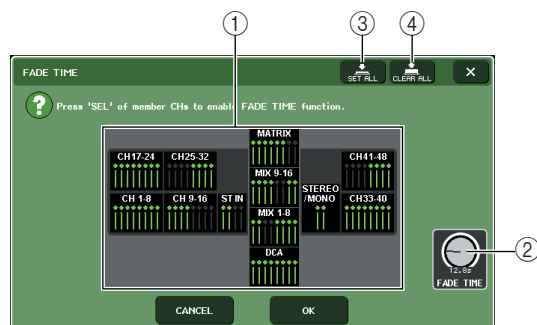 ① ③ ④
FADE TIME
SET ALL
CLEAR ALL
×
? Press 'SEL' of member CHs to enable FADE TIME function.
MATRIX
CH17-24 CH25-32
CH41-48
MIX 9-16
STEREO
/MONO
CH 1-8 CH 9-16 ST IN
CH33-40
MIX 1-8
DCA
②
12.8s
FADE TIME
CANCEL OK